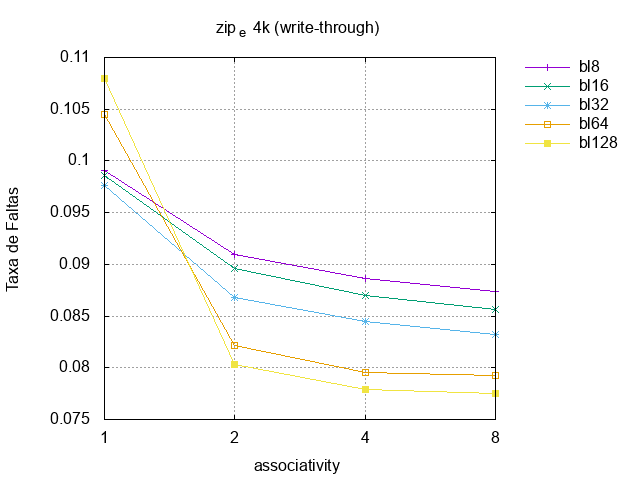 zip e 4k (write-through)
0.11
0.105
0.1
0.095
0.09
0.085
0.08
0.075
Taxa de Faltas
1 2 4 8
associativity
bl8
bl16
bl32
bl64
bl128